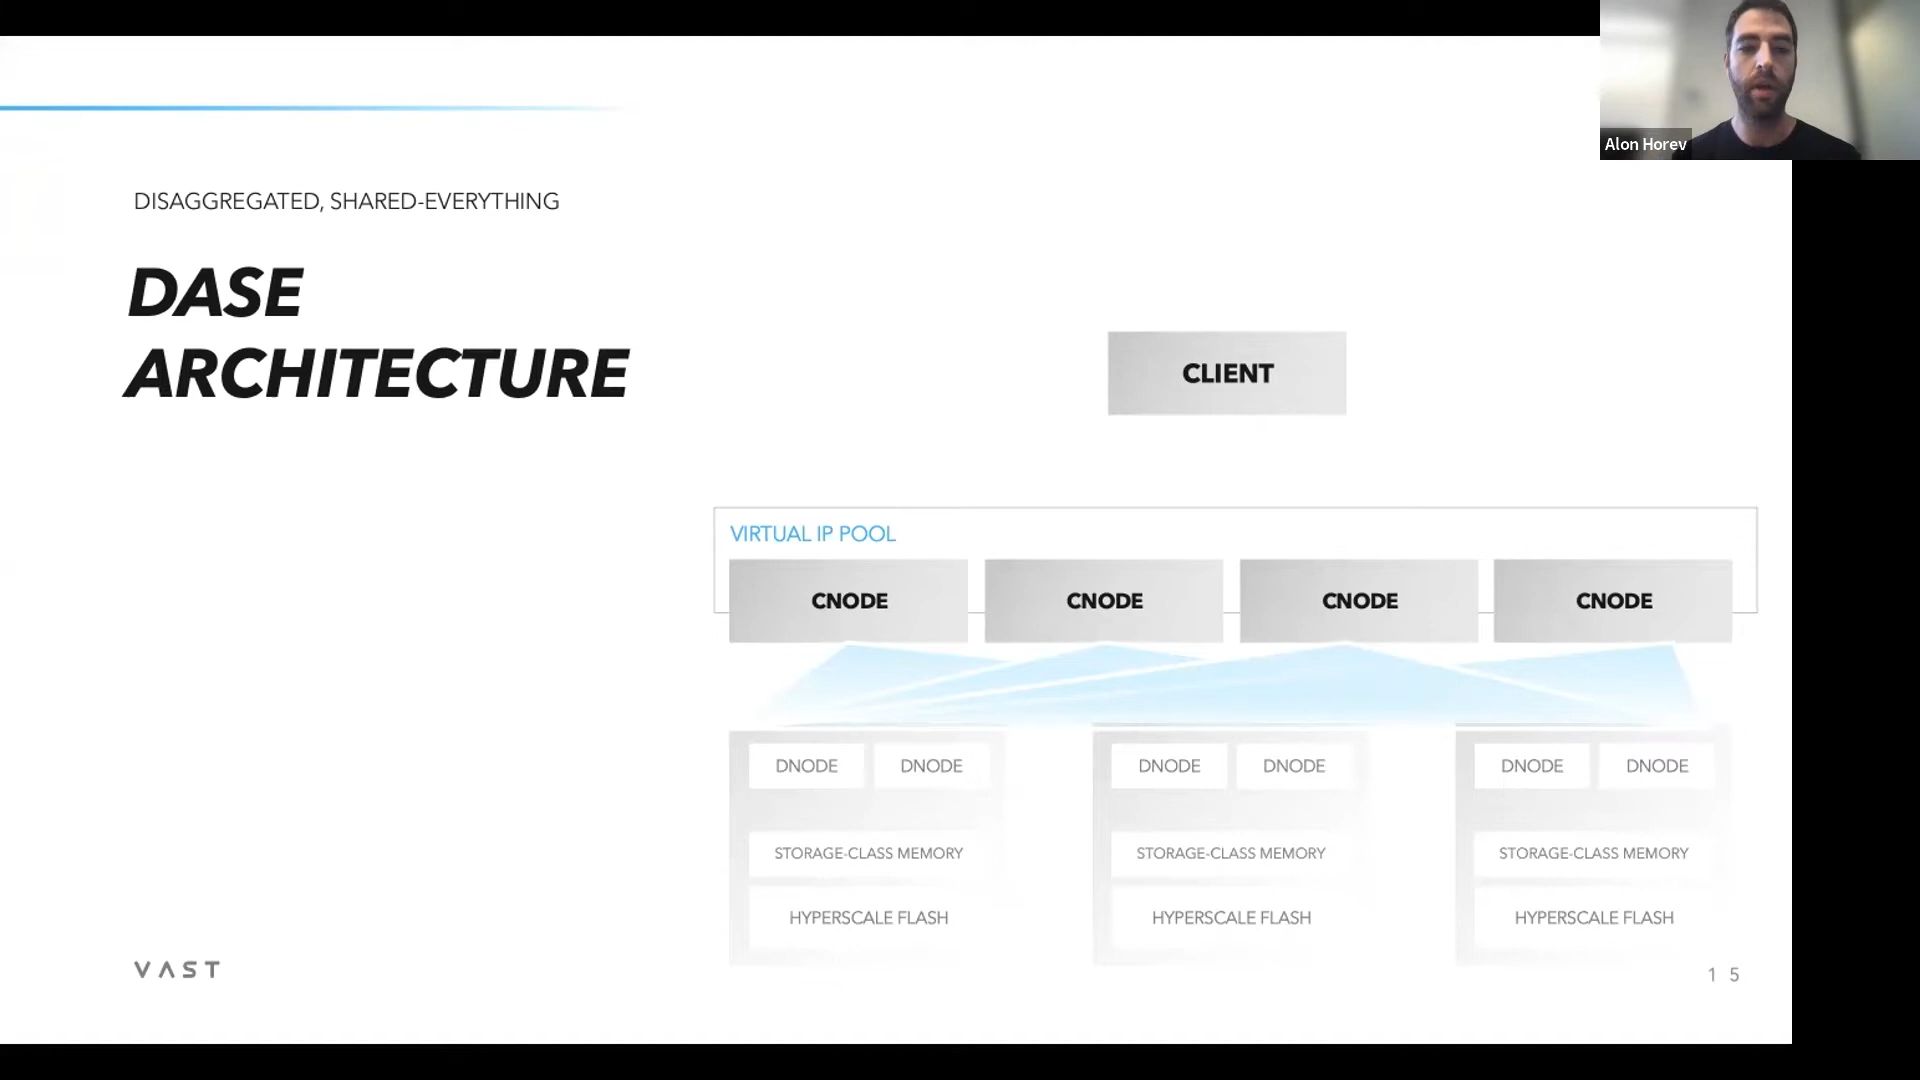 Alon Horev
DISAGGREGATED, SHARED-EVERYTHING
DASE
ARCHITECTURE
CLIENT
VIRTUAL IP POOL
CNODE CNODE CNODE CNODE
DNODE DNODE DNODE DNODE DNODE DNODE
STORAGE-CLASS MEMORY STORAGE-CLASS MEMORY STORAGE-CLASS MEMORY
HYPERSCALE FLASH HYPERSCALE FLASH HYPERSCALE FLASH
VAST
15